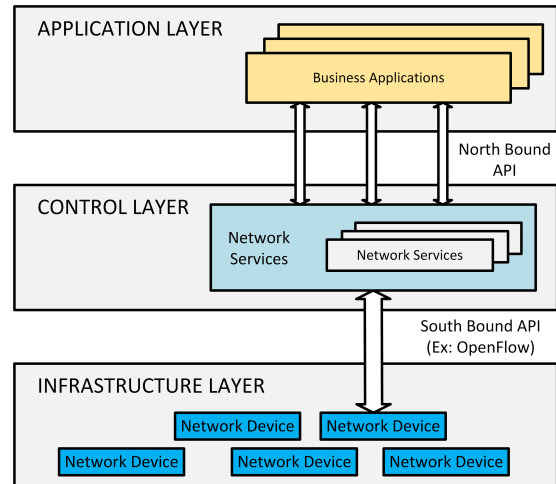 APPLICATION LAYER
Business Applications
North Bound
API
CONTROL LAYER
Network
Services
Network Services
South Bound API
(Ex: OpenFlow)
INFRASTRUCTURE LAYER
Network Device
Network Device
Network Device
Network Device
Network Device